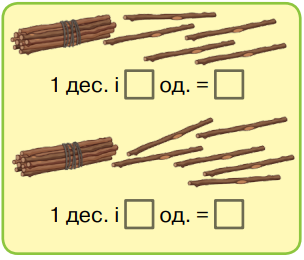 1 дес. і □ од. = □
1 дес. і □ од. = □